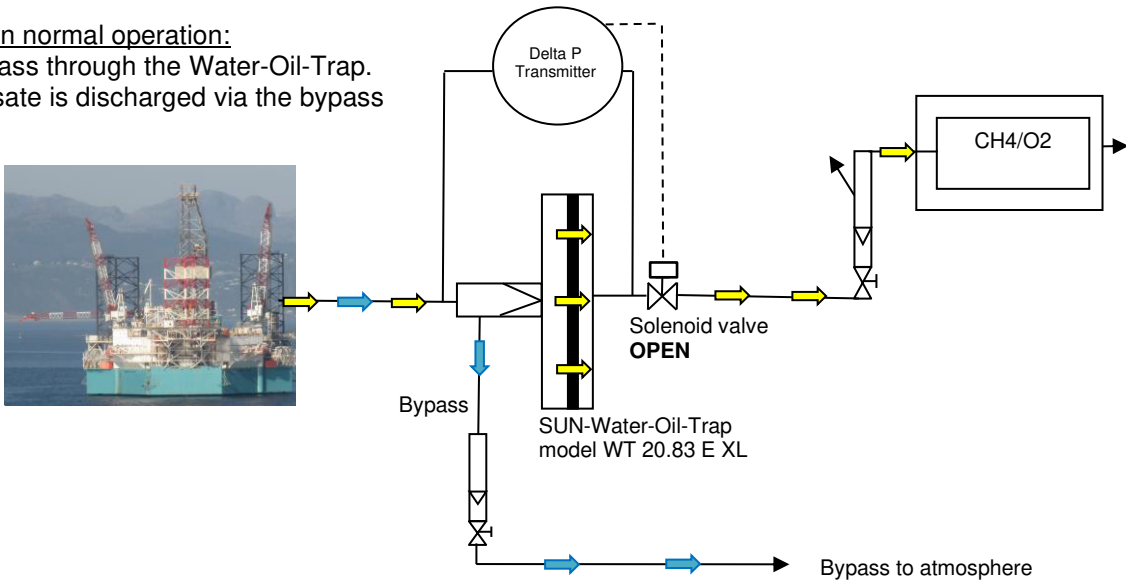 n normal operation:
ass through the Water-Oil-Trap.
sate is discharged via the bypass
Delta P
Transmitter
CH4/O2
Solenoid valve
OPEN
Bypass
SUN-Water-Oil-Trap
model WT 20.83 E XL
Bypass to atmosphere